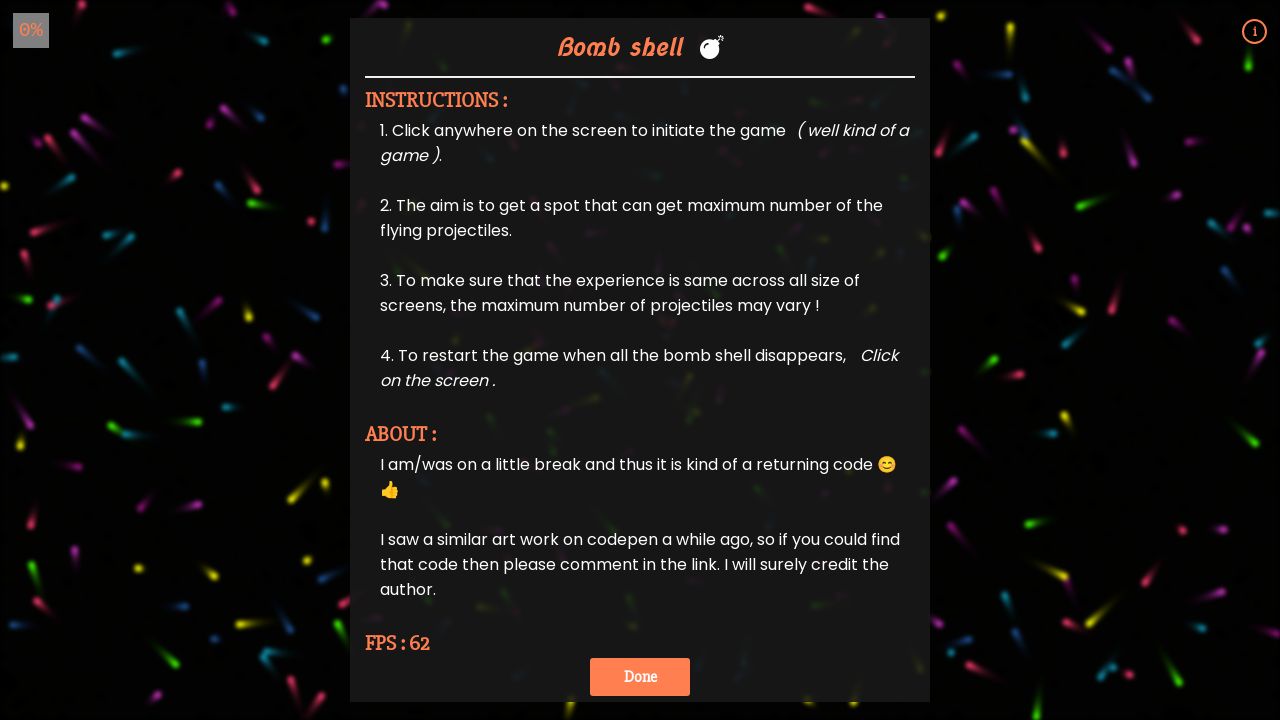 0%
i
Bomb shell 💣
INSTRUCTIONS :
1. Click anywhere on the screen to initiate the game ( well kind of a
game ).
2. The aim is to get a spot that can get maximum number of the
flying projectiles.
3. To make sure that the experience is same across all size of
screens, the maximum number of projectiles may vary !
4. To restart the game when all the bomb shell disappears, Click
on the screen .
ABOUT :
I am/was on a little break and thus it is kind of a returning code 😊
👍
I saw a similar art work on codepen a while ago, so if you could find
that code then please comment in the link. I will surely credit the
author.
FPS : 62
Done